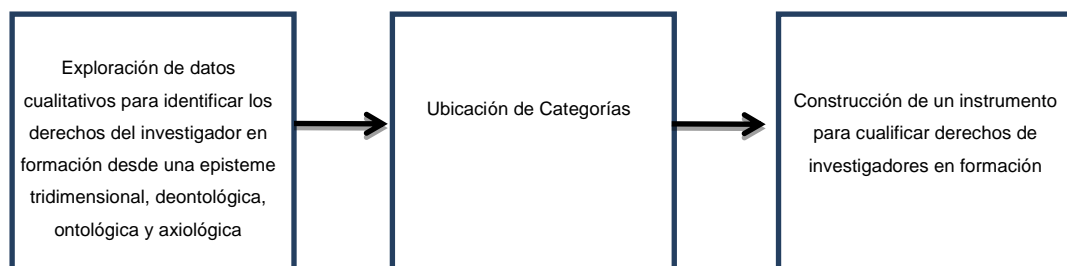 Exploración de datos
cualitativos para identificar los
derechos del investigador en
formación desde una episteme
tridimensional, deontológica,
ontológica y axiológica
Ubicación de Categorías
Construcción de un instrumento
para cualificar derechos de
investigadores en formación